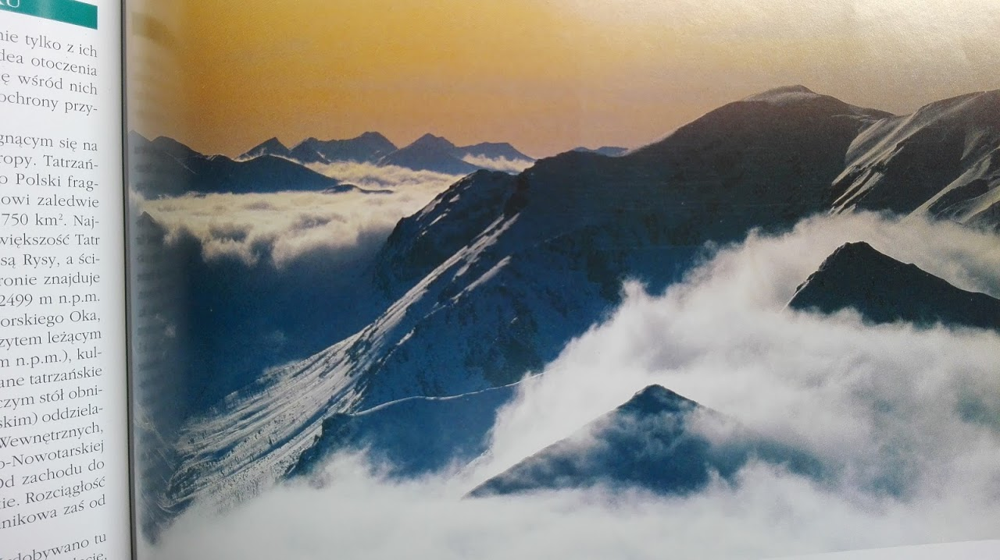 KU
nie tylko z ich
dea otoczenia
ę wśród nich
ochrony przy-
gnącym się na
ropy. Tatrzań-
o Polski frag-
owi zaledwie
750 km². Naj-
większość Tatr
są Rysy, a ści-
ronie znajduje
2499 m n.p.m.
orskiego Oka,
zytem leżącym
m n.p.m.), kul-
ane tatrzańskie
czym stół obni-
skim) oddziela-
Wewnętrznych,
o-Nowotarskiej
Od zachodu do
tie. Rozciągłość
nikowa zaś od
dobywano tu